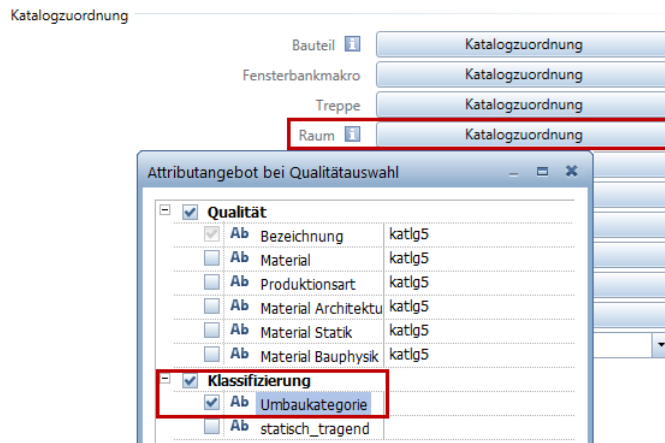 Katalogzuordnung
Bauteil i Katalogzuordnung
Fensterbankmakro Katalogzuordnung
Treppe Katalogzuordnung
Raum i Katalogzuordnung
Attributangebot bei Qualitätauswahl
Qualität
Ab Bezeichnung katlg5
Ab Material katlg5
Ab Produktionsart katlg5
Ab Material Architektu katlg5
Ab Material Statik katlg5
Ab Material Bauphysik katlg5
Klassifizierung
Ab Umbaukategorie
Ab statisch_tragend